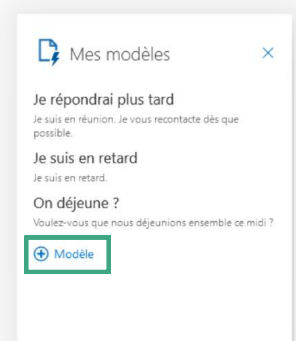 Mes modèles
Je répondrai plus tard
Je suis en réunion. Je vous recontacte dès que
possible.
Je suis en retard
Je suis en retard.
On déjeune ?
Voulez-vous que nous déjeunions ensemble ce midi ?
Modèle